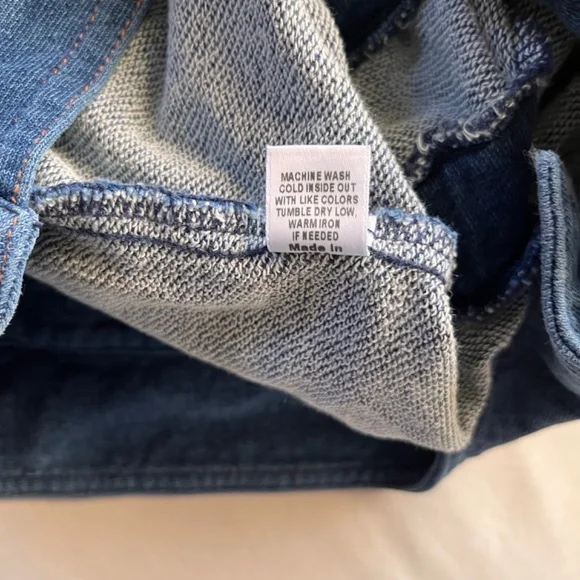 MACHINE WASH
COLD INSIDE OUT
WITH LIKE COLORS
TUMBLE DRY LOW,
WARM IRON
IF NEEDED
Made in